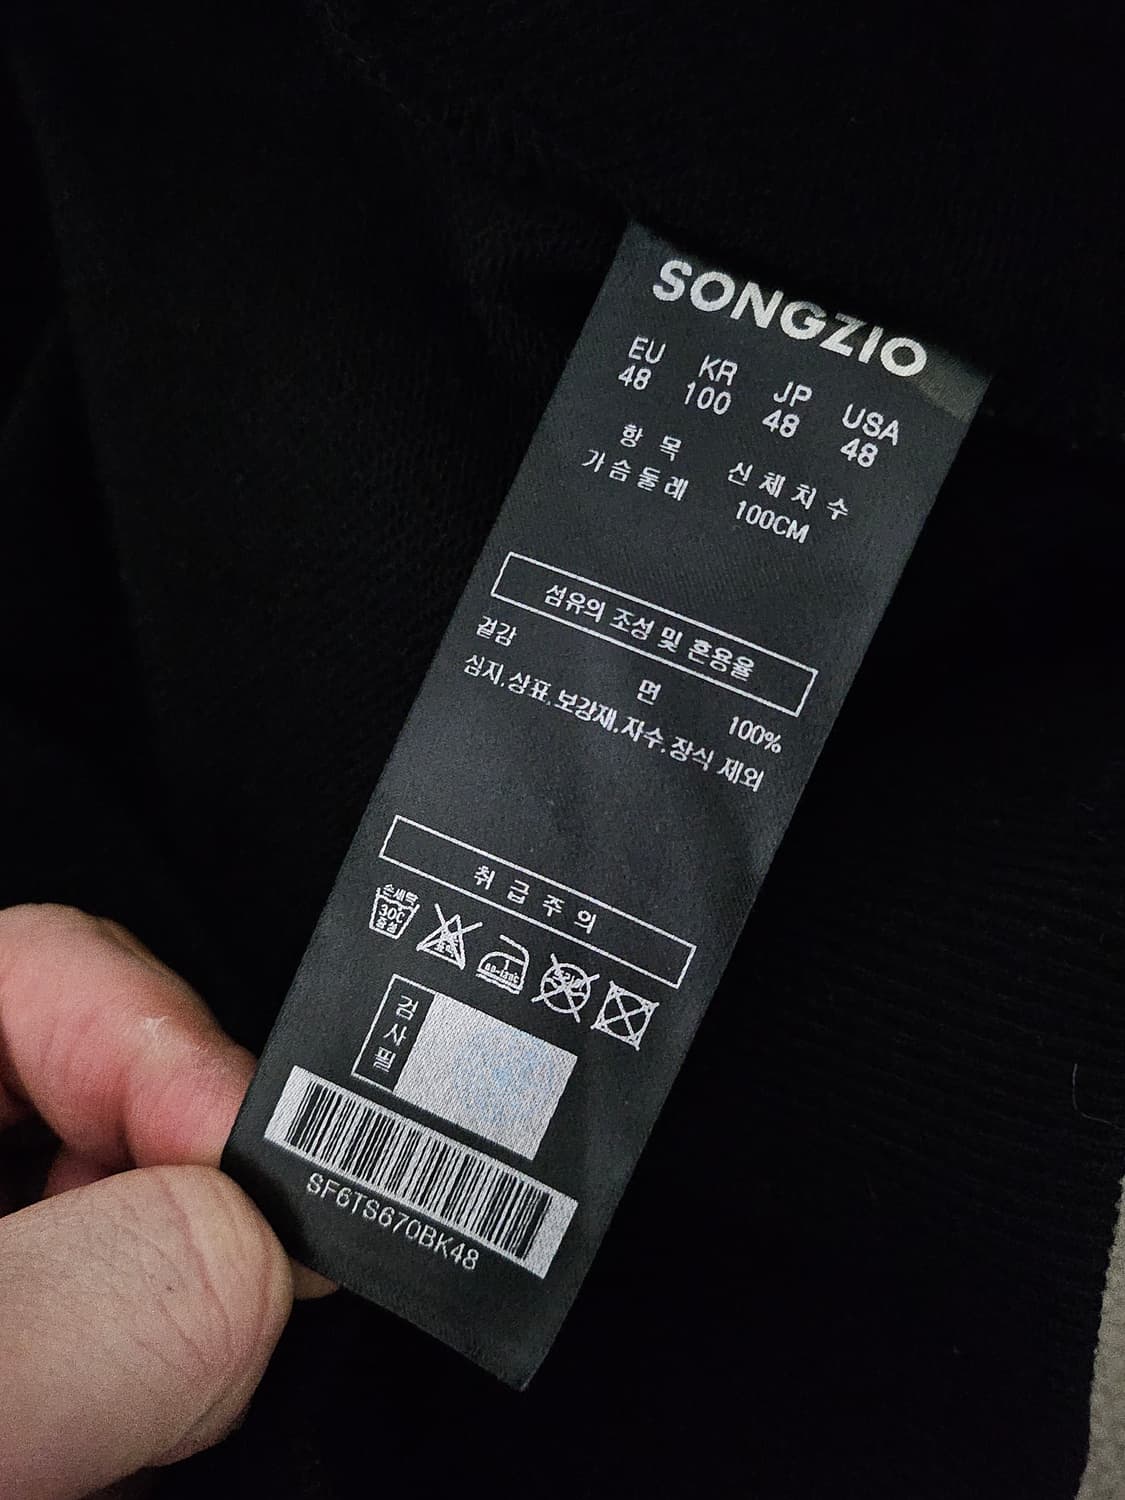 SONGZIO
EU KR JP USA
48 100 48 48
항 목 신 체 치 수
가슴둘레 100CM
섬유의 조성 및 혼용율
겉감 면 100%
심지,상표,보강재,자수,장식 제외
취 급 주 의
손세탁
30C
중성
80-120C
검사필
SF6TS670BK48